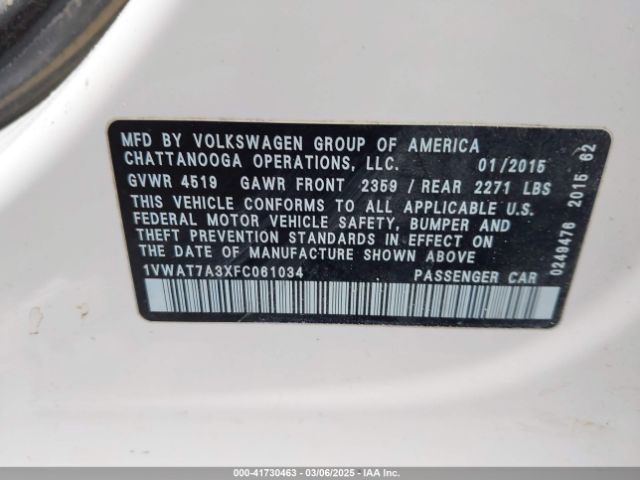 MFD BY VOLKSWAGEN GROUP OF AMERICA
CHATTANOOGA OPERATIONS, LLC. 01/2015
GVWR 4519 GAWR FRONT 2359 / REAR 2271 LBS
THIS VEHICLE CONFORMS TO ALL APPLICABLE U.S.
FEDERAL MOTOR VEHICLE SAFETY, BUMPER AND
THEFT PREVENTION STANDARDS IN EFFECT ON
THE DATE OF MANUFACTURE SHOWN ABOVE
1VWAT7A3XFC061034 PASSENGER CAR
0249476 2015 62
© IAA - 41730463 - 03/06/2025 - IAAI.COM